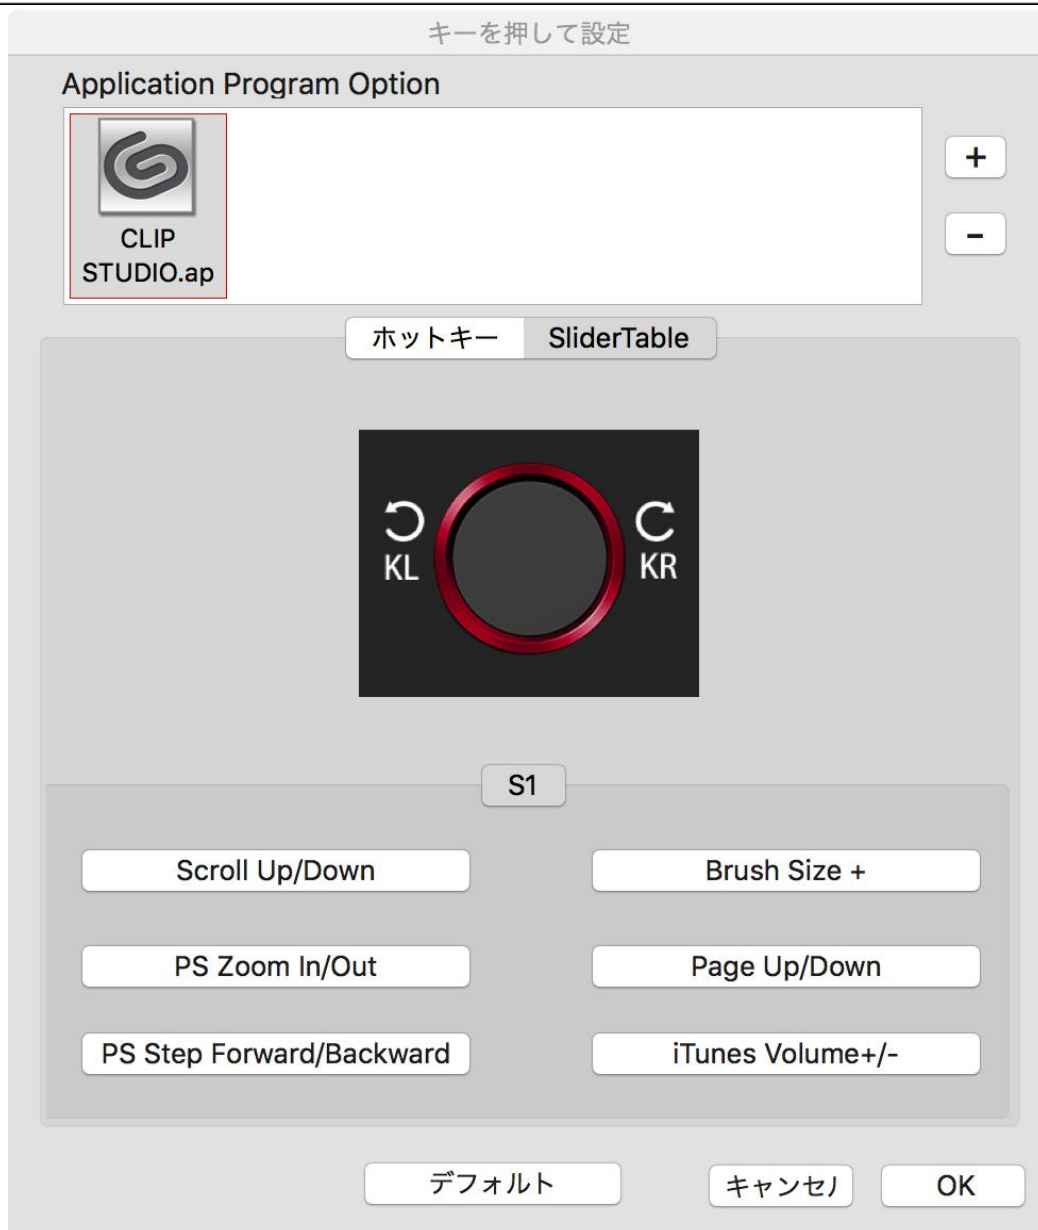 キーを押して設定
Application Program Option
CLIP
STUDIO.ap
+
-
ホットキー SliderTable
KL KR
S1
Scroll Up/Down Brush Size +
PS Zoom In/Out Page Up/Down
PS Step Forward/Backward iTunes Volume+/-
デフォルト キャンセ OK